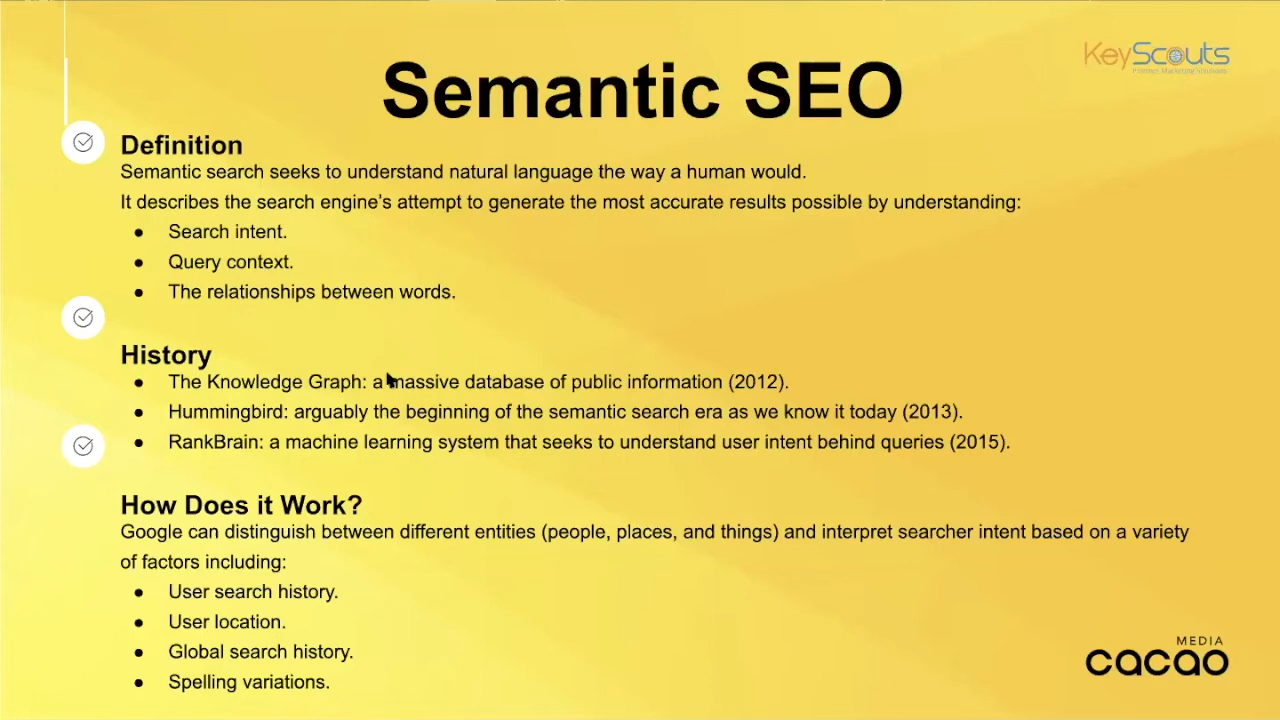 KeyScouts
Internet Marketing Solutions
Semantic SEO
Definition
Semantic search seeks to understand natural language the way a human would.
It describes the search engine’s attempt to generate the most accurate results possible by understanding:
● Search intent.
● Query context.
● The relationships between words.
History
● The Knowledge Graph: a massive database of public information (2012).
● Hummingbird: arguably the beginning of the semantic search era as we know it today (2013).
● RankBrain: a machine learning system that seeks to understand user intent behind queries (2015).
How Does it Work?
Google can distinguish between different entities (people, places, and things) and interpret searcher intent based on a variety
of factors including:
● User search history.
● User location.
● Global search history.
● Spelling variations.
MEDIA
cacao